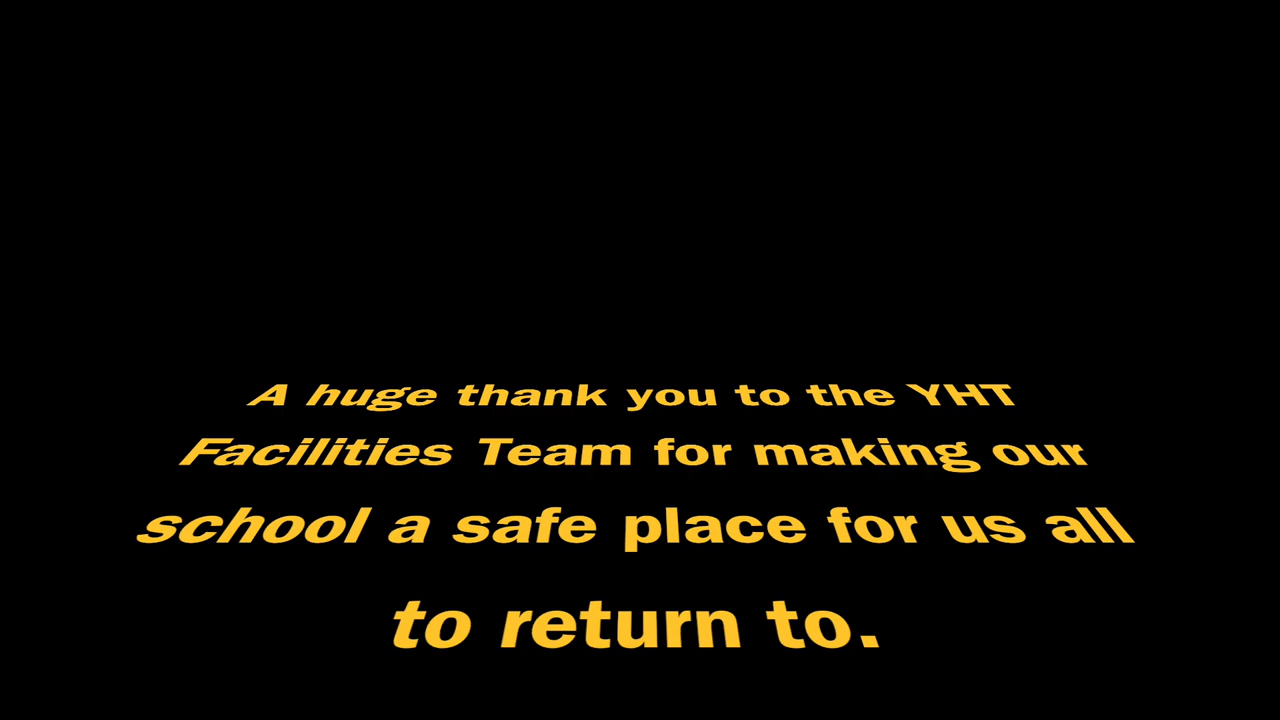 A huge thank you to the YHT
Facilities Team for making our
school a safe place for us all
to return to.